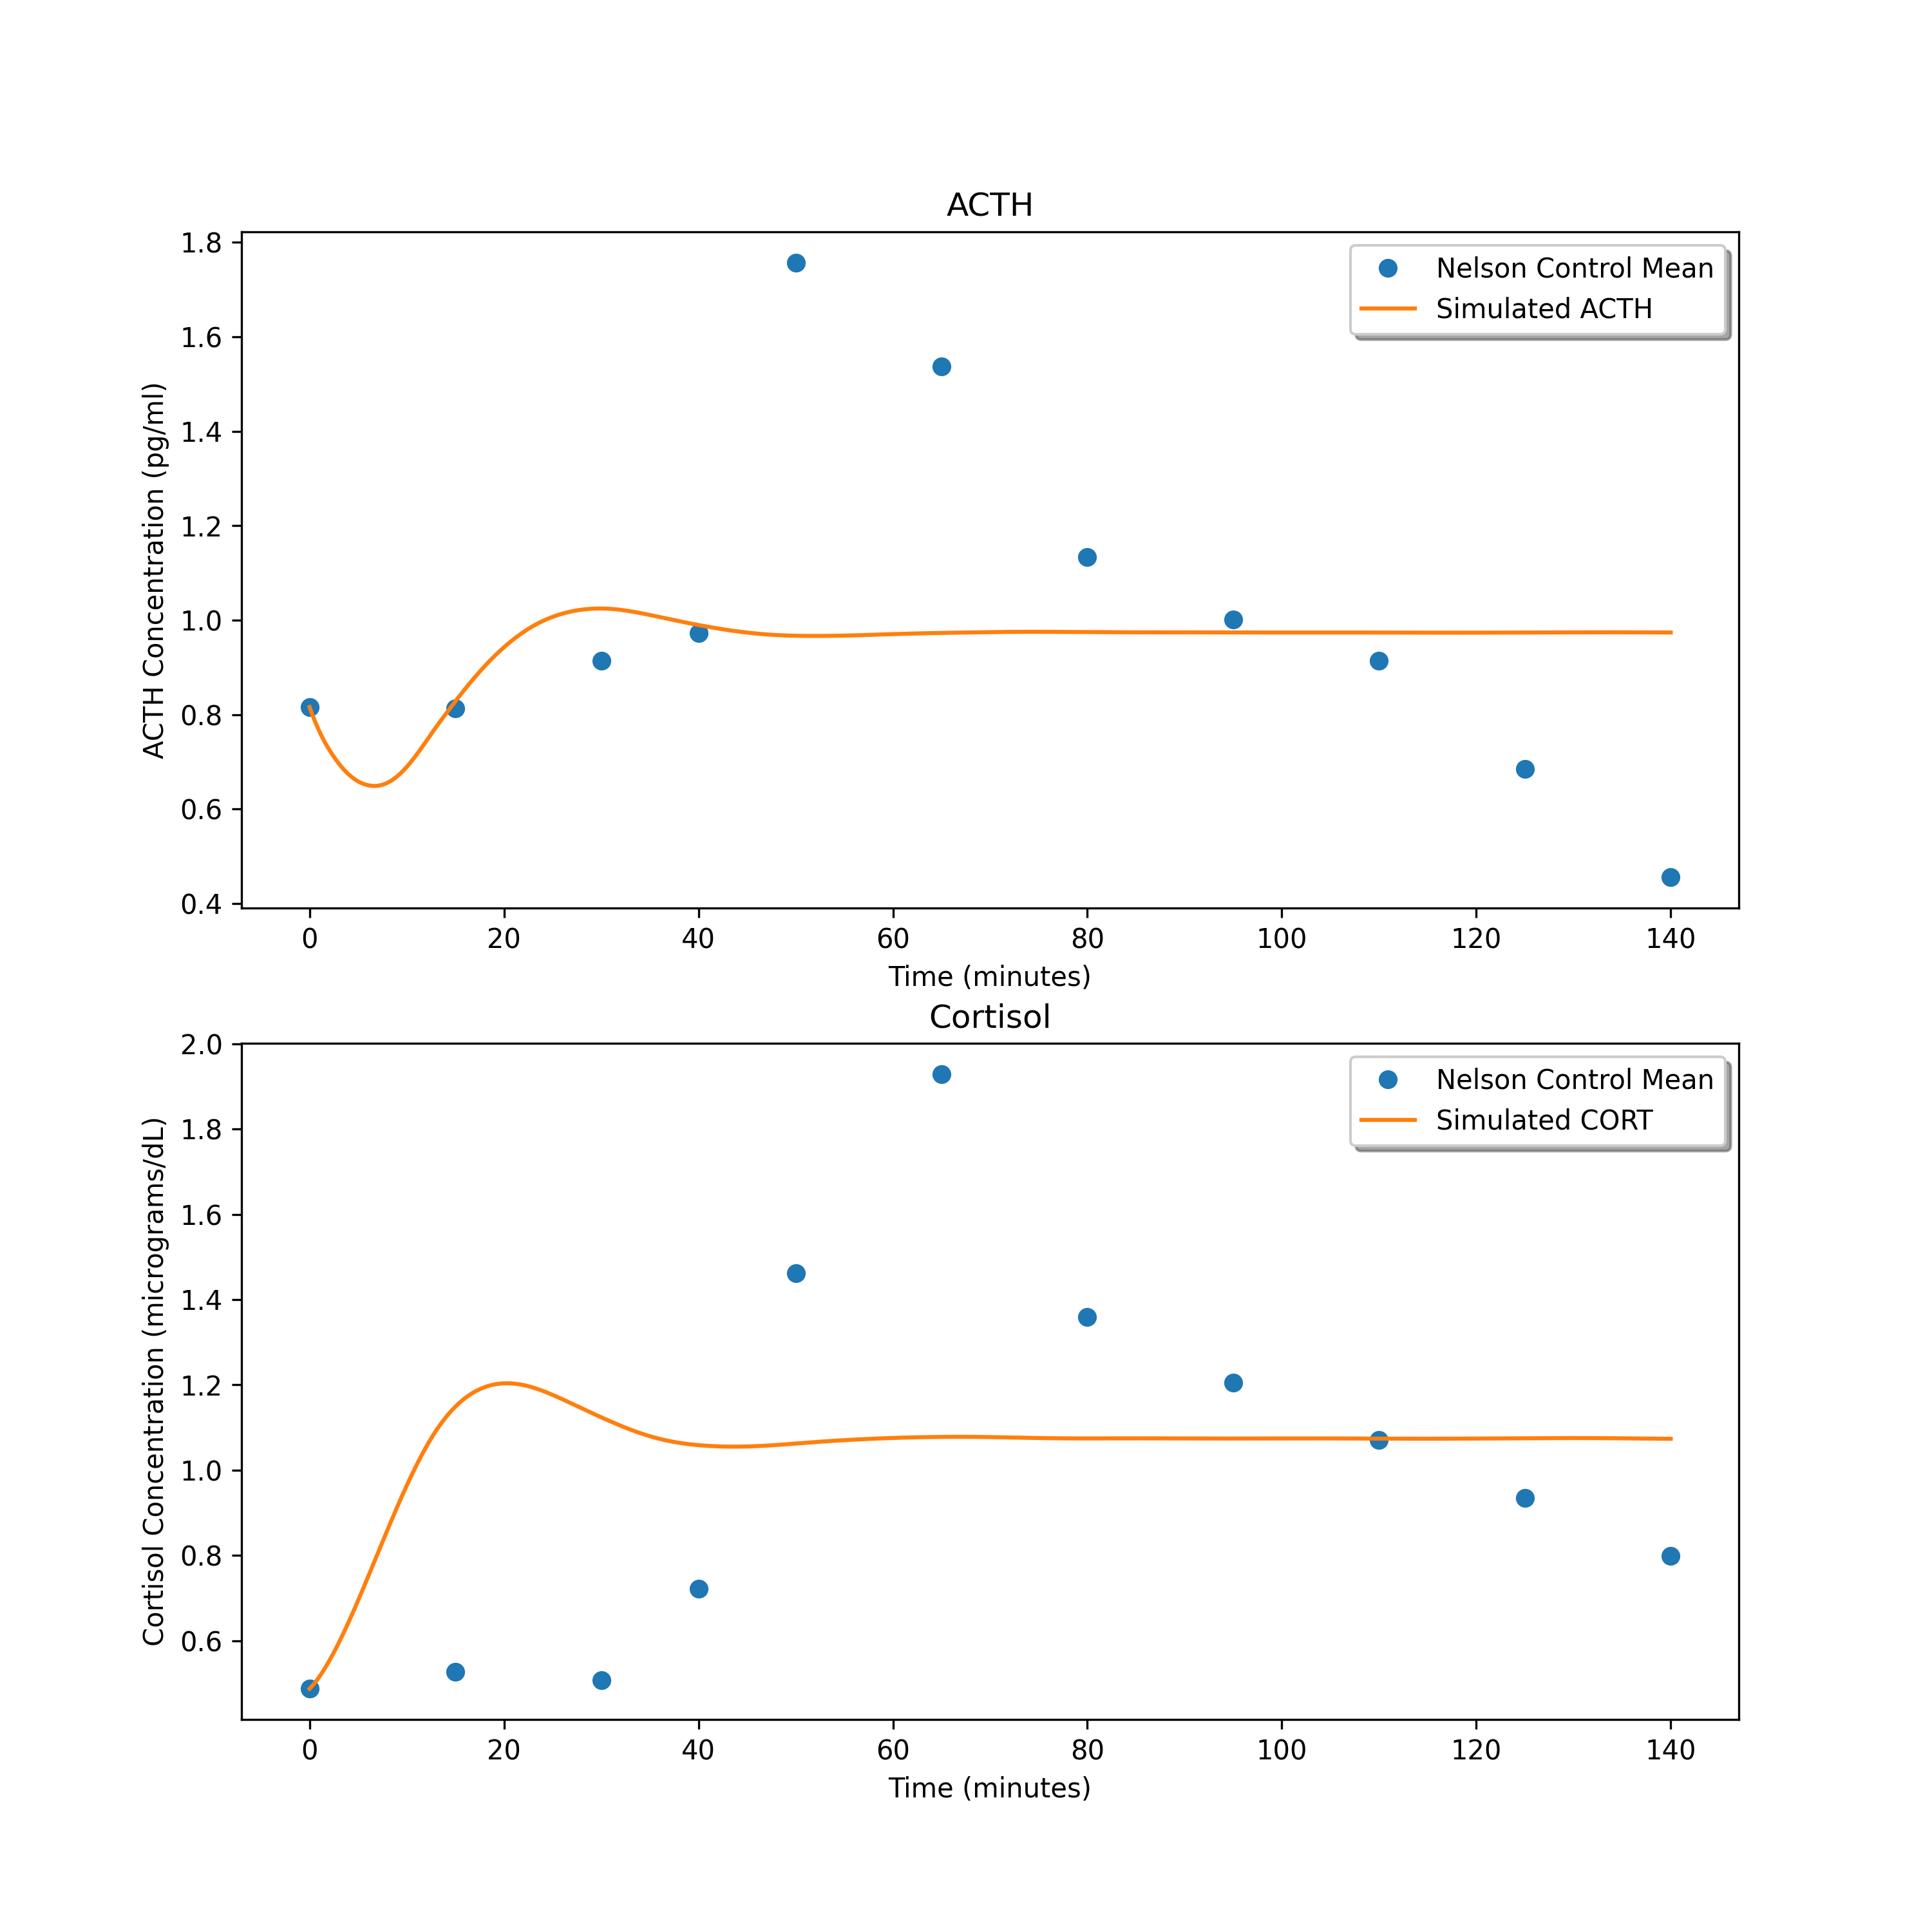 ACTH
1.8
1.6
1.4
1.2
1.0
0.8
0.6
0.4
ACTH Concentration (pg/ml)
Nelson Control Mean
Simulated ACTH
0 20 40 60 80 100 120 140
Time (minutes)
Cortisol
2.0
1.8
1.6
1.4
1.2
1.0
0.8
0.6
Cortisol Concentration (micrograms/dL)
Nelson Control Mean
Simulated CORT
0 20 40 60 80 100 120 140
Time (minutes)